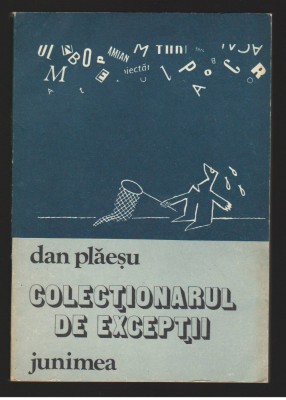 dan plăeșu
COLECȚIONARUL
DE EXCEPȚII
junimea